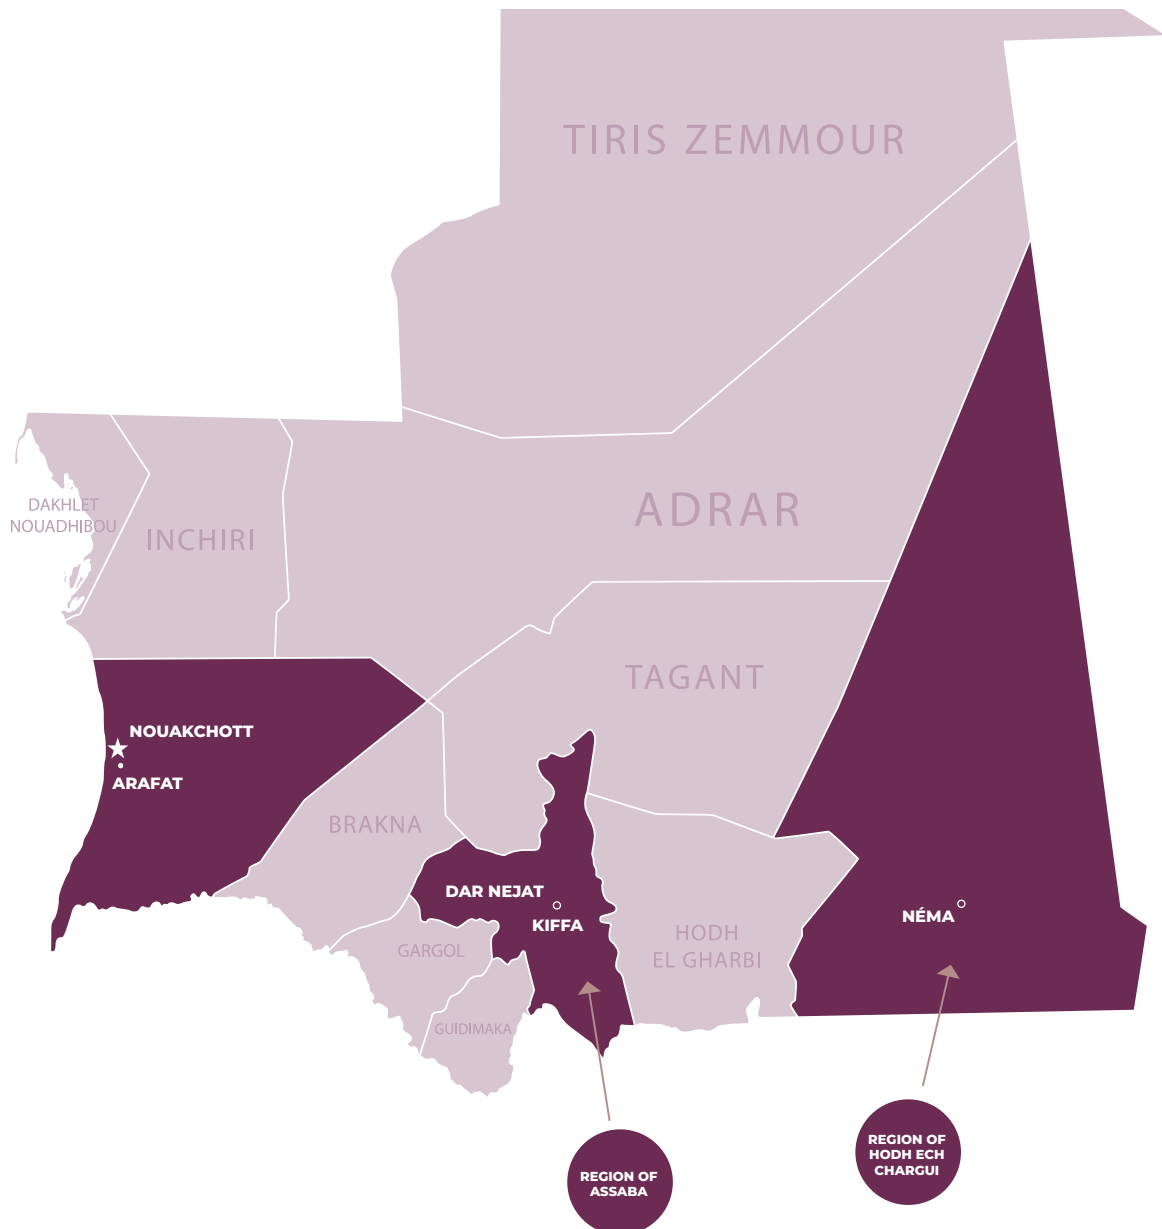 TIRIS ZEMMOUR
ADRAR
DAKHLET
NOUADHIBOU
INCHIRI
TAGANT
NOUAKCHOTT
ARAFAT
BRAKNA
DAR NEJAT
KIFFA
NÉMA
HODH
EL GHARBI
GARGOL
GUIDIMAKA
REGION OF
HODH ECH
CHARGUI
REGION OF
ASSABA